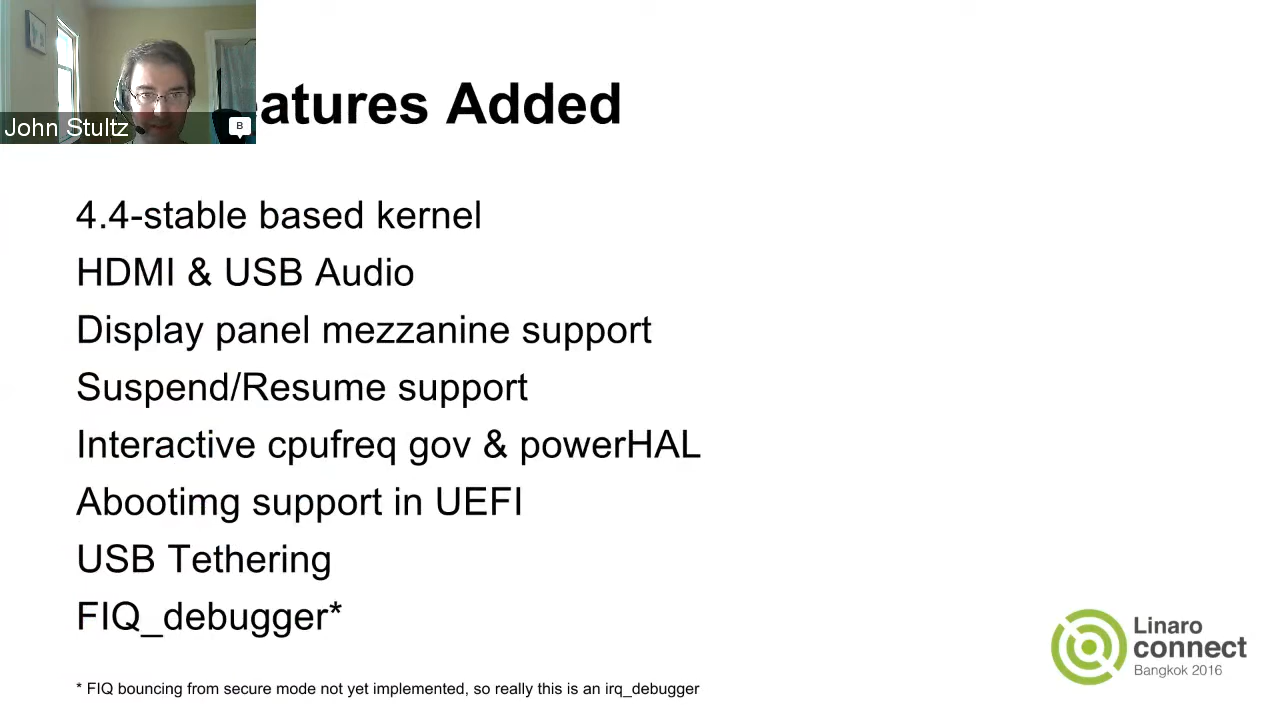 John Stultz
B
eatures Added
4.4-stable based kernel
HDMI & USB Audio
Display panel mezzanine support
Suspend/Resume support
Interactive cpufreq gov & powerHAL
Abootimg support in UEFI
USB Tethering
FIQ_debugger*
* FIQ bouncing from secure mode not yet implemented, so really this is an irq_debugger
Linaro
connect
Bangkok 2016